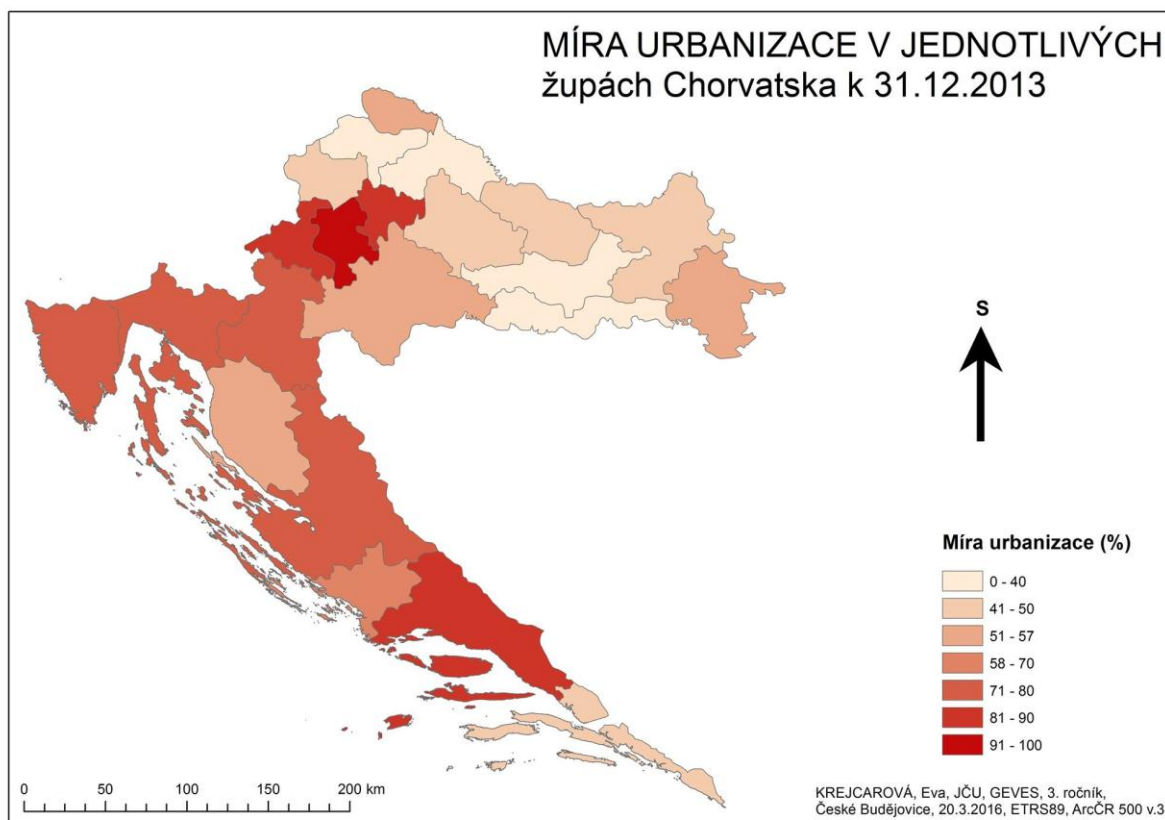 MÍRA URBANIZACE V JEDNOTLIVÝCH
župách Chorvatska k 31.12.2013
S
Míra urbanizace (%)
0 - 40
41 - 50
51 - 57
58 - 70
71 - 80
81 - 90
91 - 100
0 50 100 200 km
KREJCAROVÁ, Eva, JČU, GEVES, 3. ročník,
České Budějovice, 20.3.2016, ETRS89, ArcČR 500 v.3